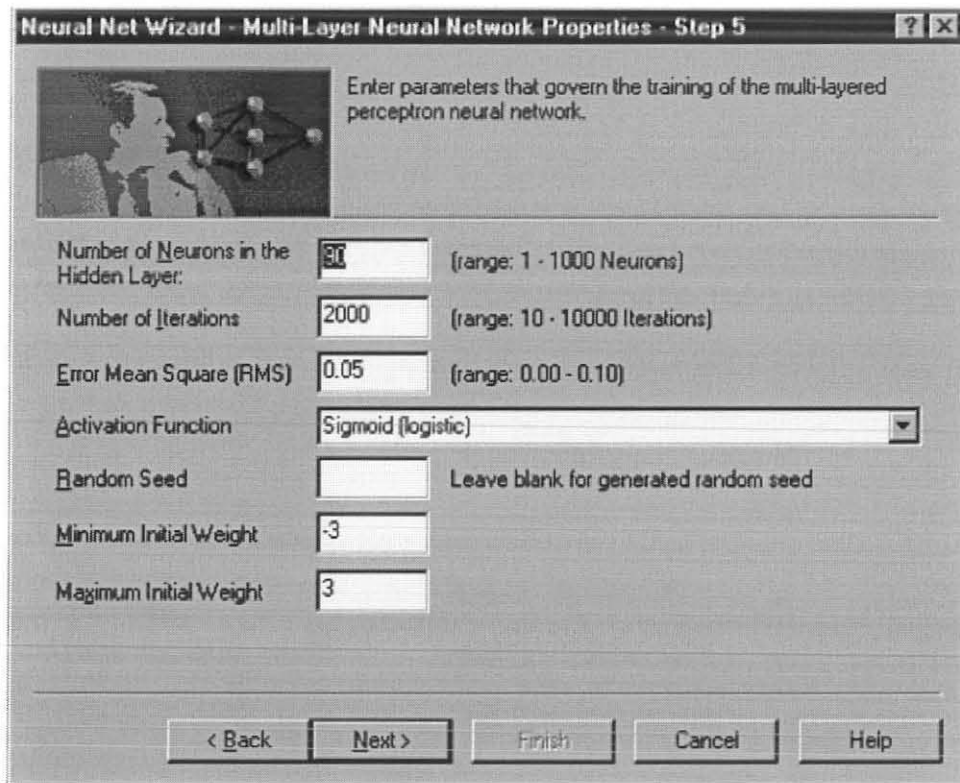 Neural Net Wizard - Multi-Layer Neural Network Properties - Step 5
Enter parameters that govern the training of the multi-layered
perceptron neural network.
Number of Neurons in the
Hidden Layer:
(range: 1 - 1000 Neurons)
Number of Iterations 2000 (range: 10 - 10000 Iterations)
Error Mean Square (RMS) 0.05 (range: 0.00 - 0.10)
Activation Function Sigmoid (logistic)
Random Seed Leave blank for generated random seed
Minimum Initial Weight -3
Maximum Initial Weight 3
< Back Next > Finish Cancel Help